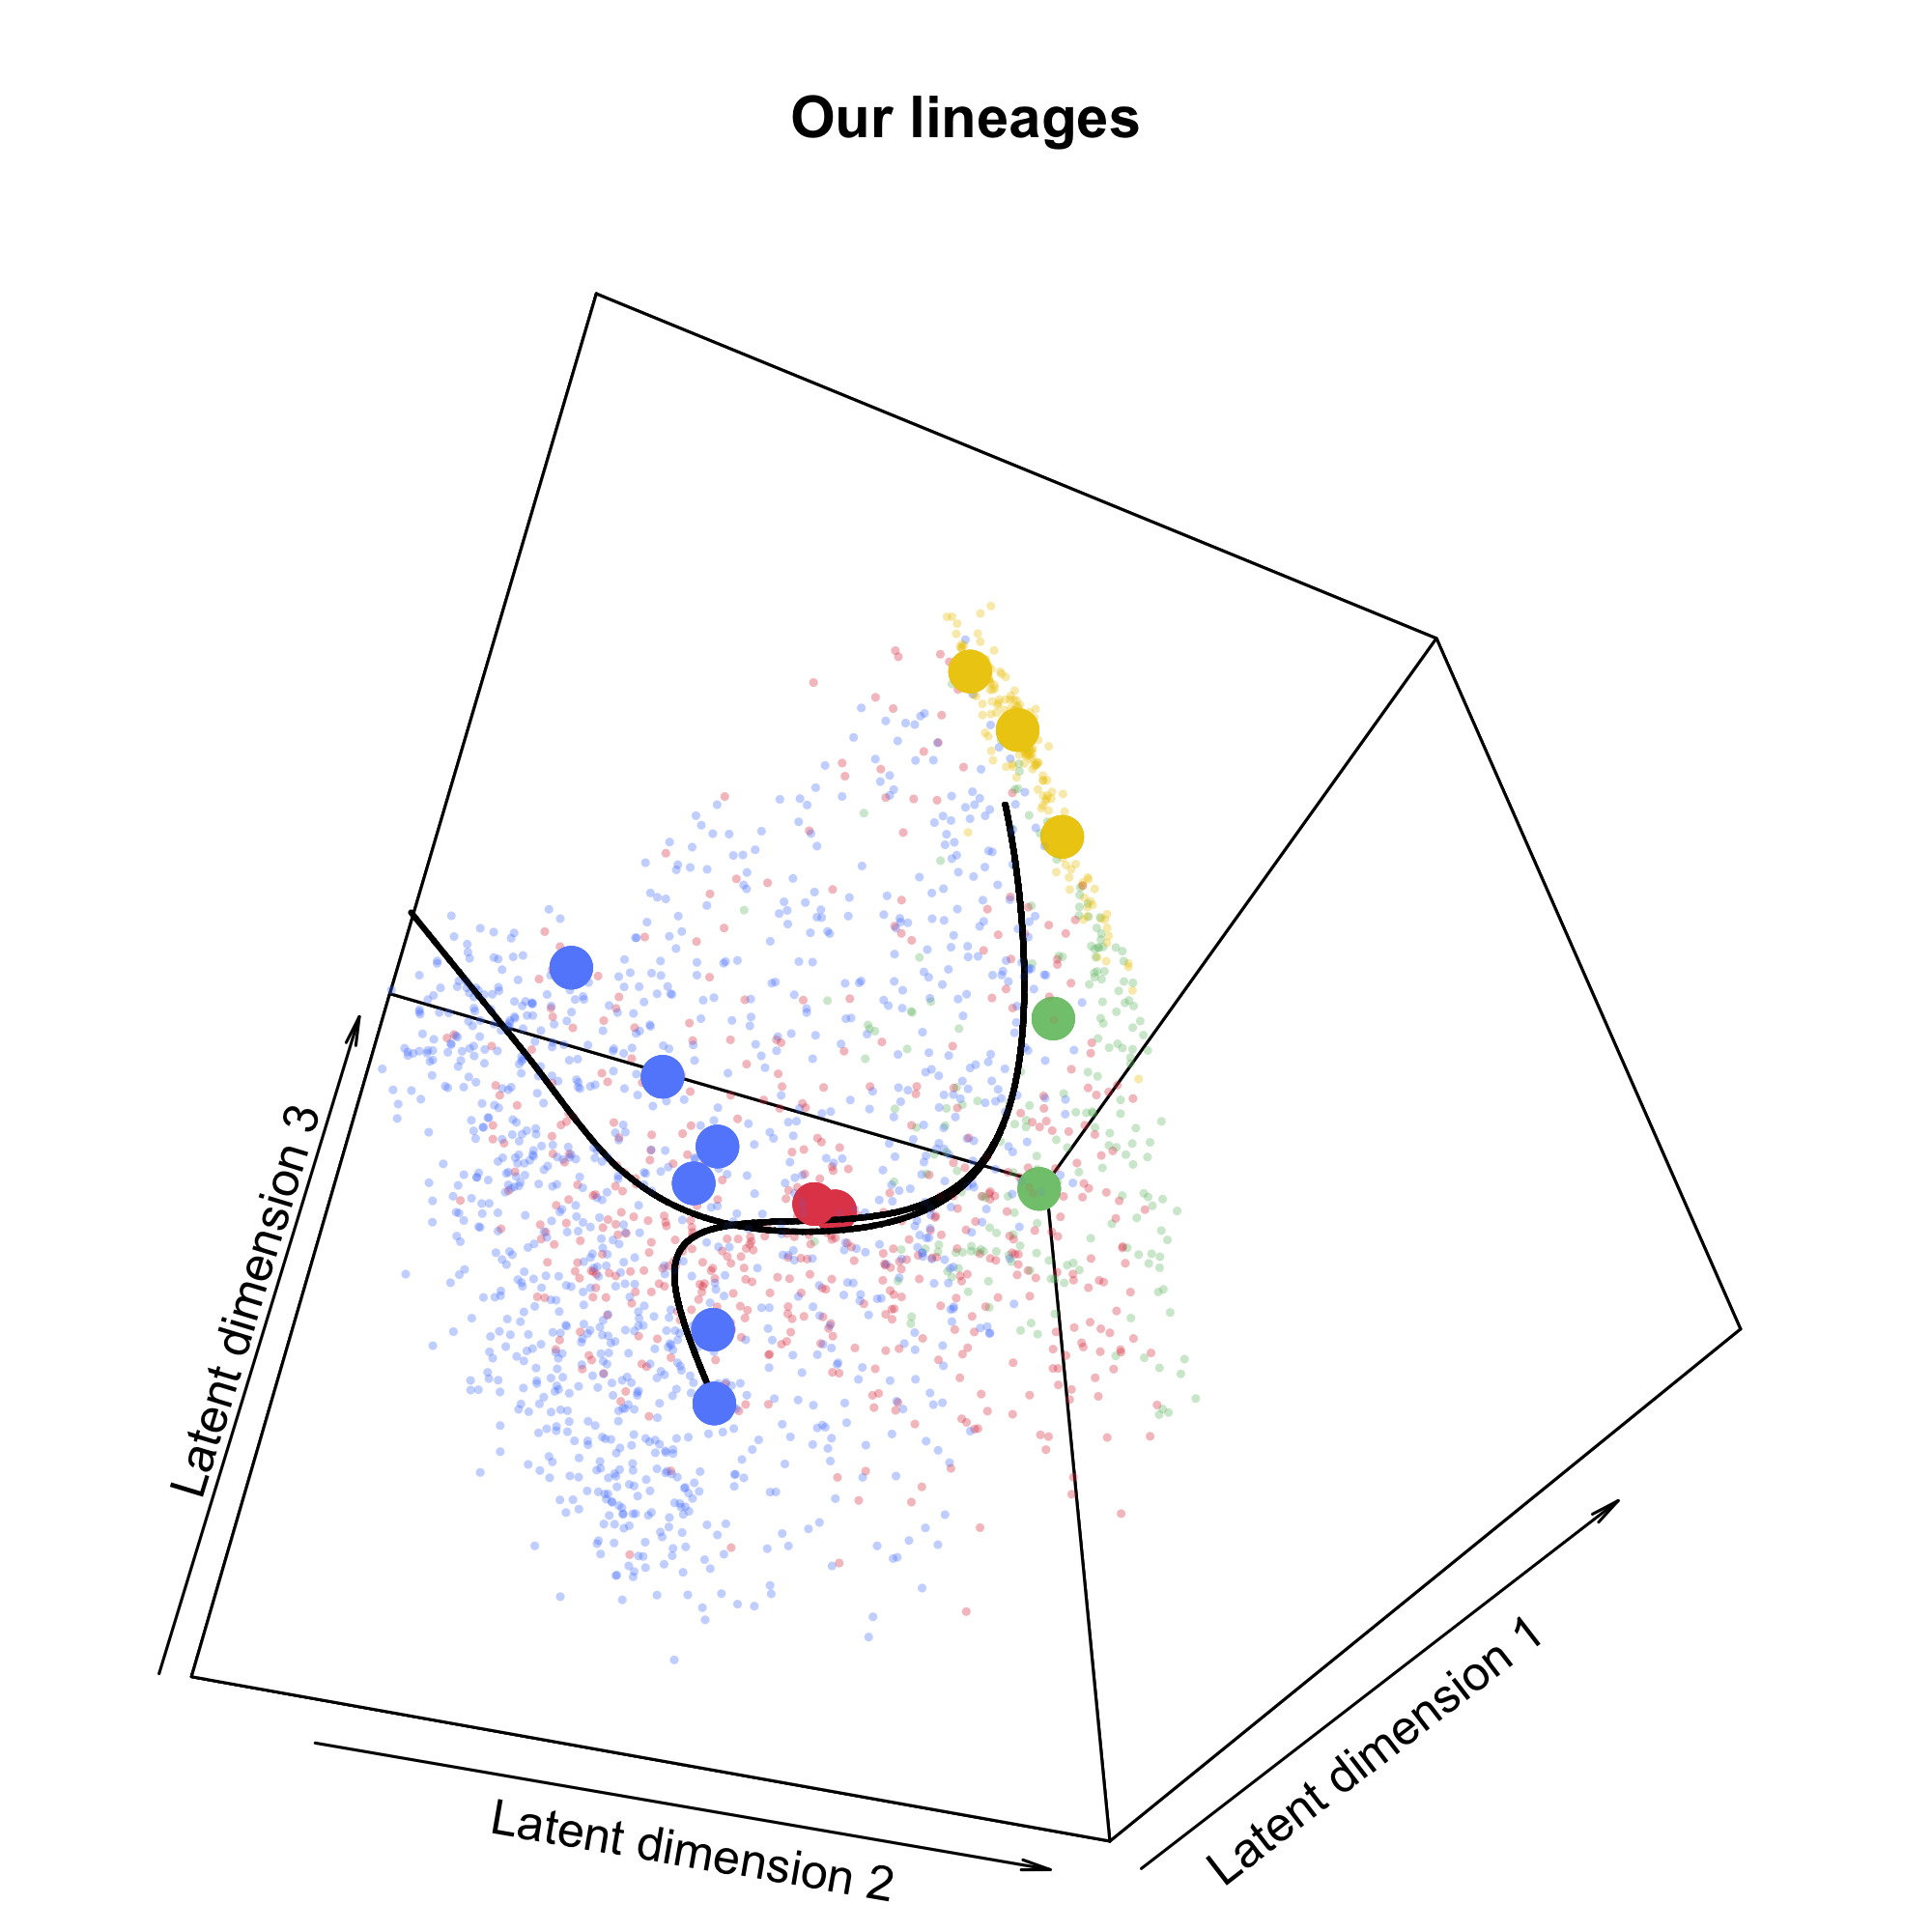 Our lineages
Latent dimension 3
Latent dimension 2
Latent dimension 1